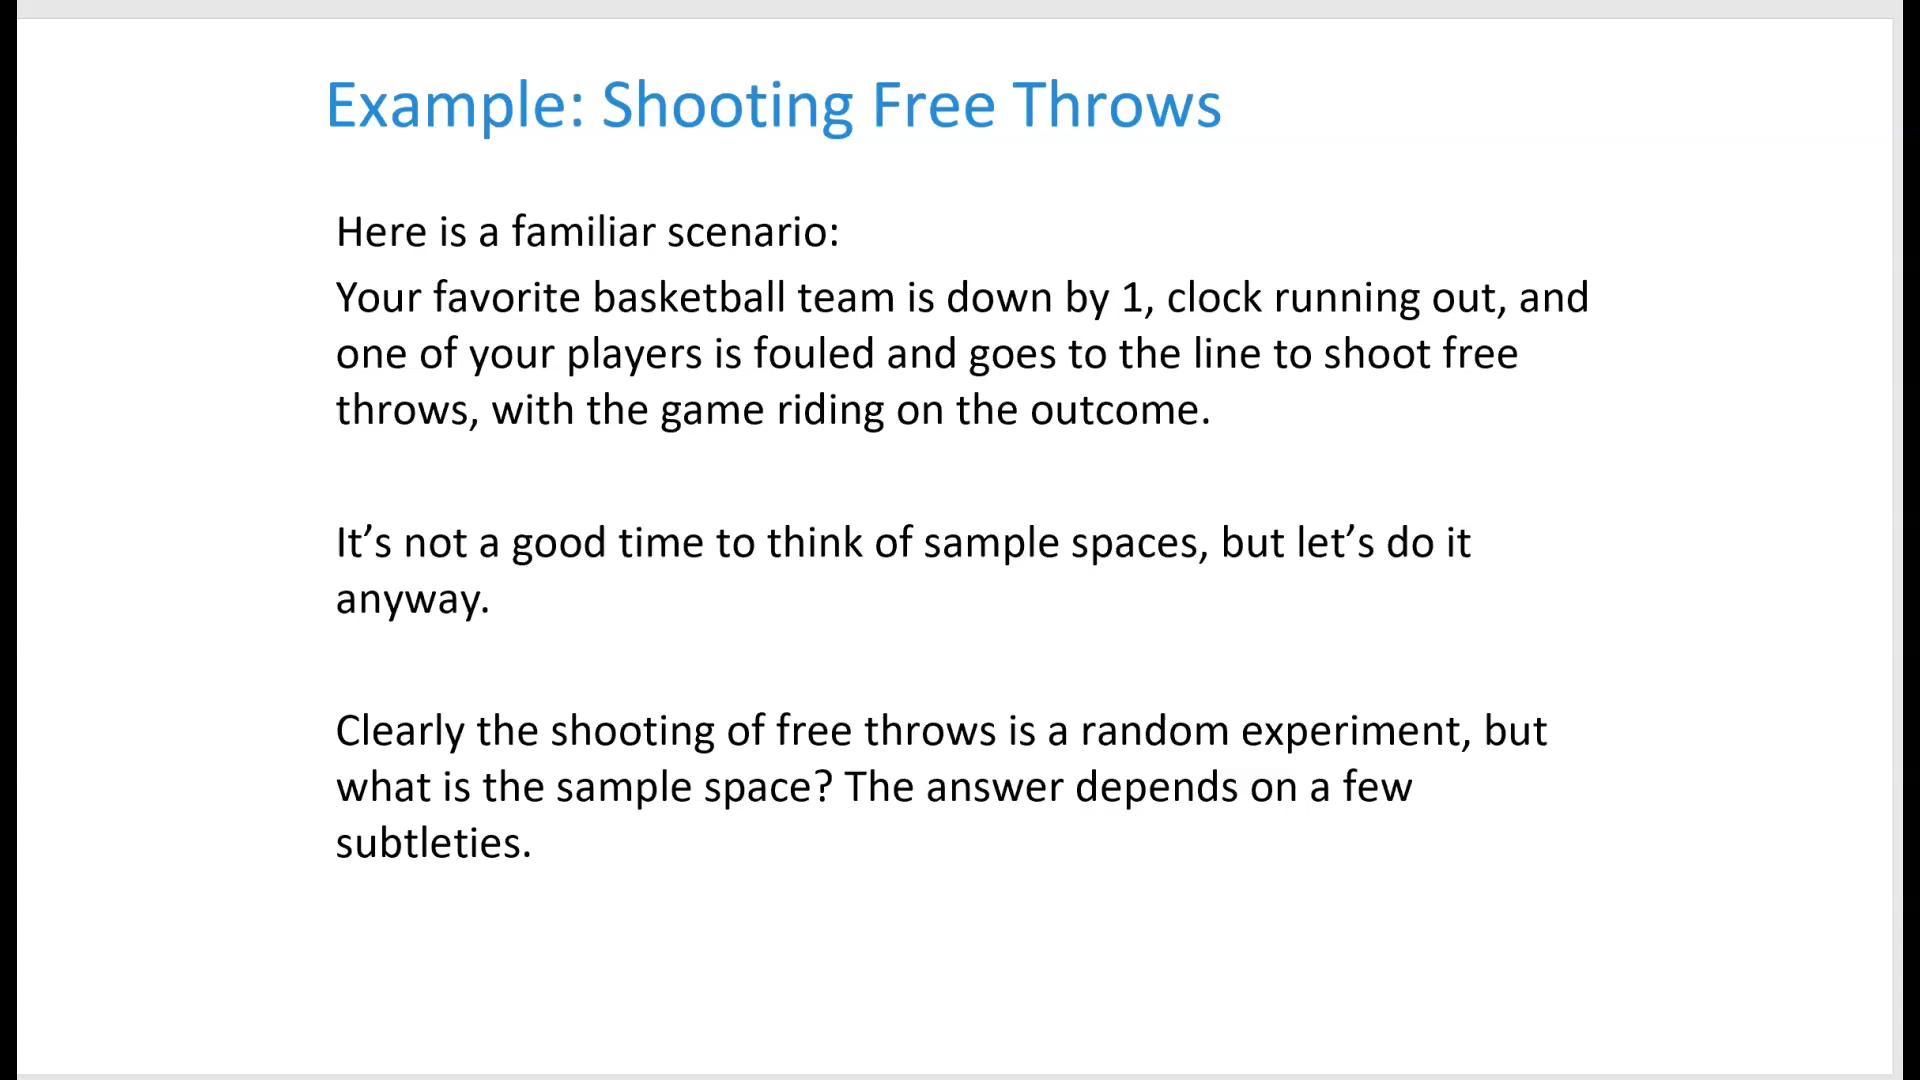 Example: Shooting Free Throws
Here is a familiar scenario:
Your favorite basketball team is down by 1, clock running out, and
one of your players is fouled and goes to the line to shoot free
throws, with the game riding on the outcome.
It’s not a good time to think of sample spaces, but let’s do it
anyway.
Clearly the shooting of free throws is a random experiment, but
what is the sample space? The answer depends on a few
subtleties.